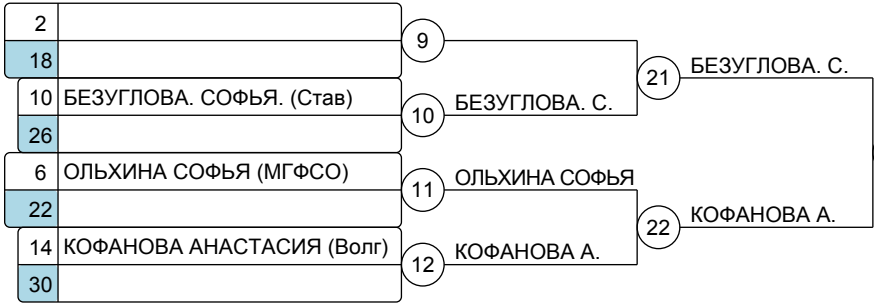 2
9
18
21 БЕЗУГЛОВА. С.
10 БЕЗУГЛОВА. СОФЬЯ. (Став)
10 БЕЗУГЛОВА. С.
26
6 ОЛЬХИНА СОФЬЯ (МГФСО)
11 ОЛЬХИНА СОФЬЯ
22
22 КОФАНОВА А.
14 КОФАНОВА АНАСТАСИЯ (Волг)
12 КОФАНОВА А.
30